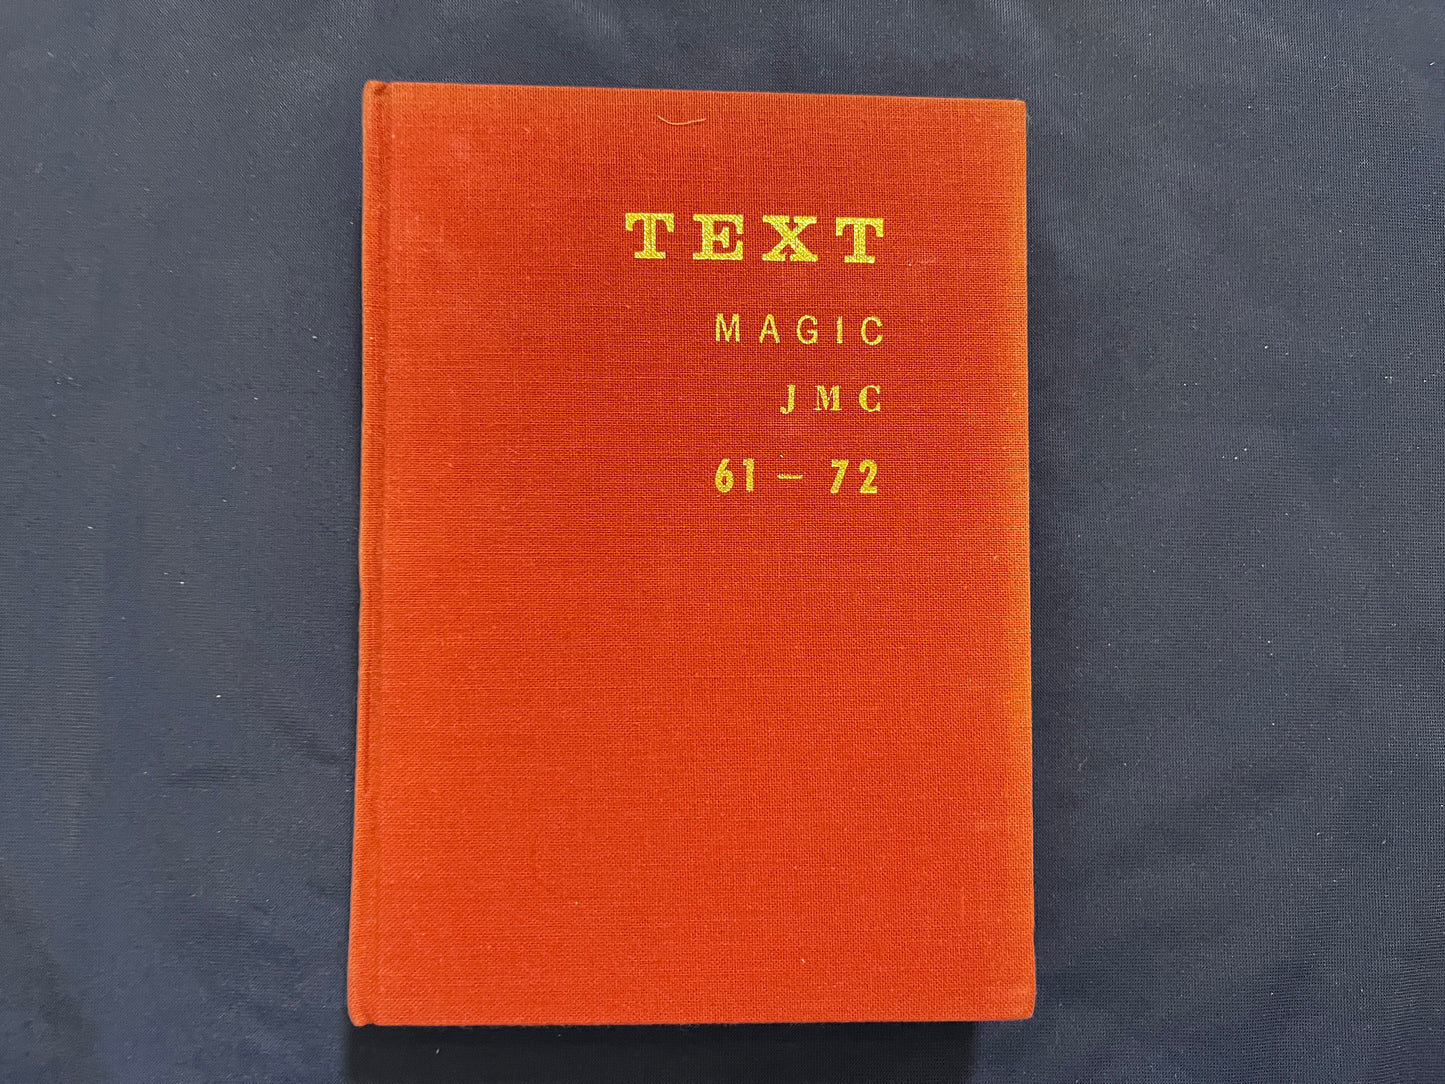 TEXT
MAGIC
JMC
61 – 72